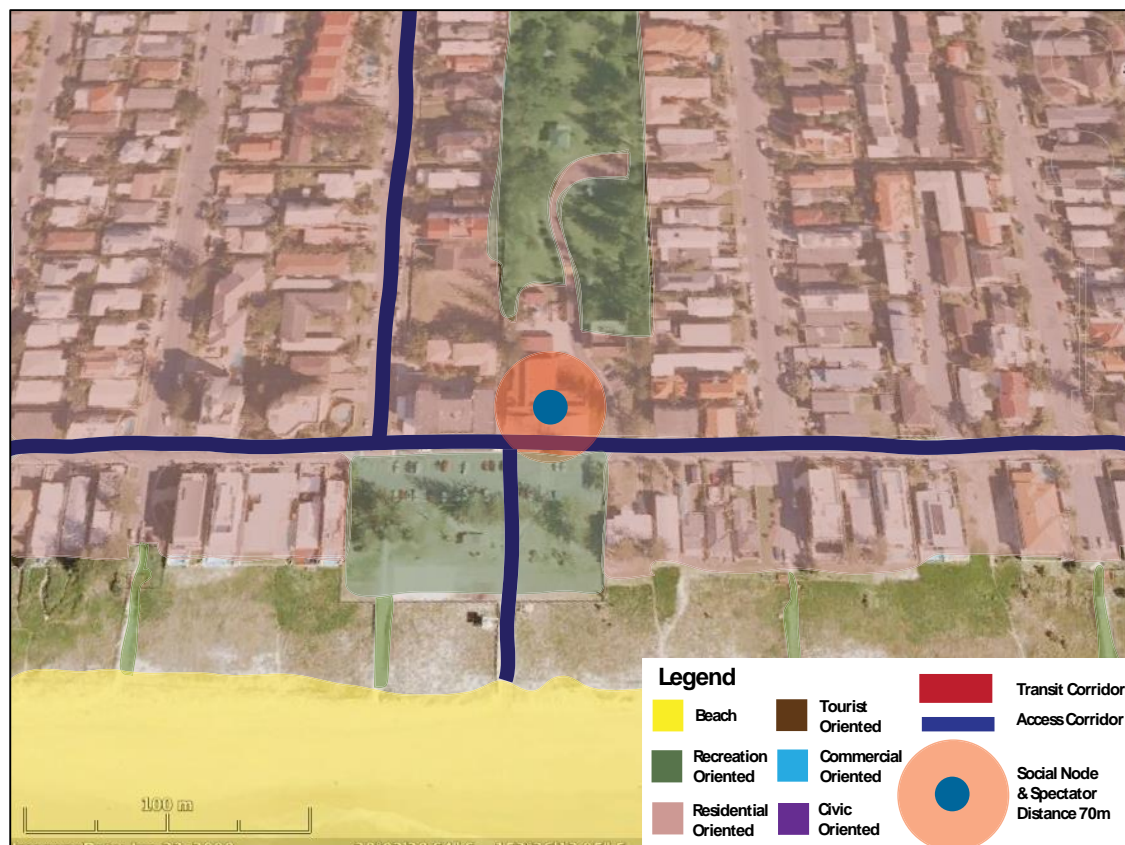 Legend
Beach
Tourist
Oriented
Transit Corridor
Access Corridor
Recreation
Oriented
Commercial
Oriented
Social Node
& Spectator
Distance 70m
Residential
Oriented
Civic
Oriented
100 m